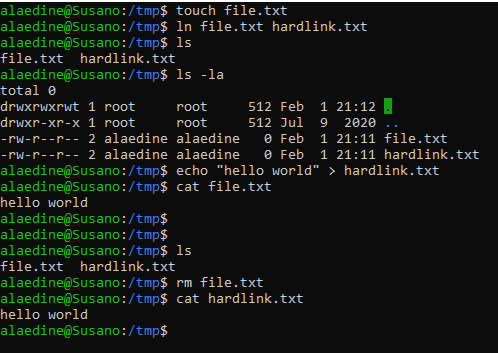 alaedine@Susano:/tmp$ touch file.txt
alaedine@Susano:/tmp$ ln file.txt hardlink.txt
alaedine@Susano:/tmp$ ls
file.txt  hardlink.txt
alaedine@Susano:/tmp$ ls -la
total 0
drwxrwxrwt 1 root     root     512 Feb  1 21:12 .
drwxr-xr-x 1 root     root     512 Jul  9  2020 ..
-rw-r--r-- 2 alaedine alaedine   0 Feb  1 21:11 file.txt
-rw-r--r-- 2 alaedine alaedine   0 Feb  1 21:11 hardlink.txt
alaedine@Susano:/tmp$ echo "hello world" > hardlink.txt
alaedine@Susano:/tmp$ cat file.txt
hello world
alaedine@Susano:/tmp$
alaedine@Susano:/tmp$
alaedine@Susano:/tmp$ ls
file.txt  hardlink.txt
alaedine@Susano:/tmp$ rm file.txt
alaedine@Susano:/tmp$ cat hardlink.txt
hello world
alaedine@Susano:/tmp$